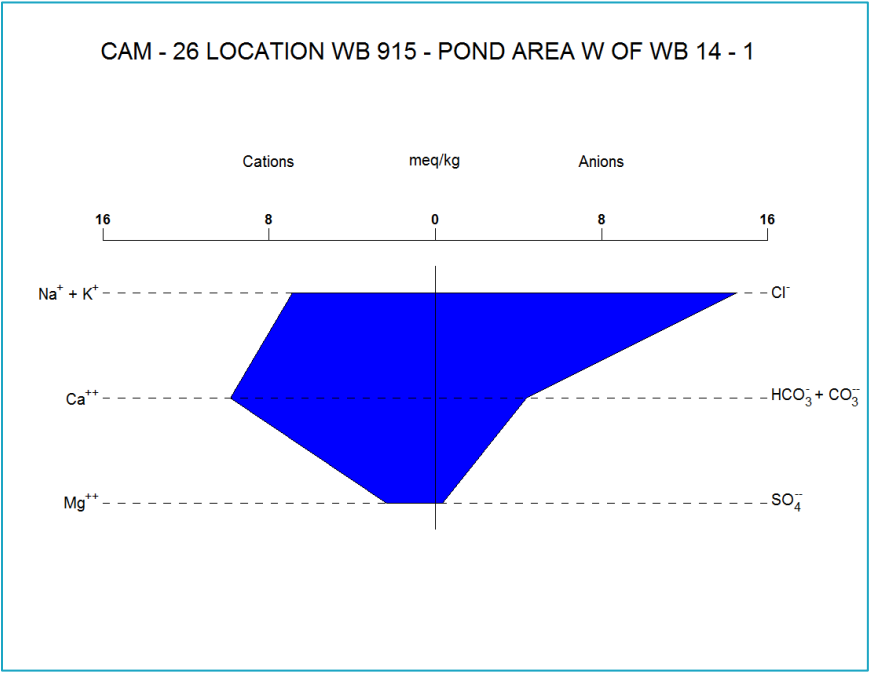 CAM - 26 LOCATION WB 915 - POND AREA W OF WB 14 - 1
Cations meq/kg Anions
16 8 0 8 16
Na⁺ + K⁺ Cl⁻
Ca⁺⁺ HCO₃⁻ + CO₃⁻⁻
Mg⁺⁺ SO₄⁻⁻